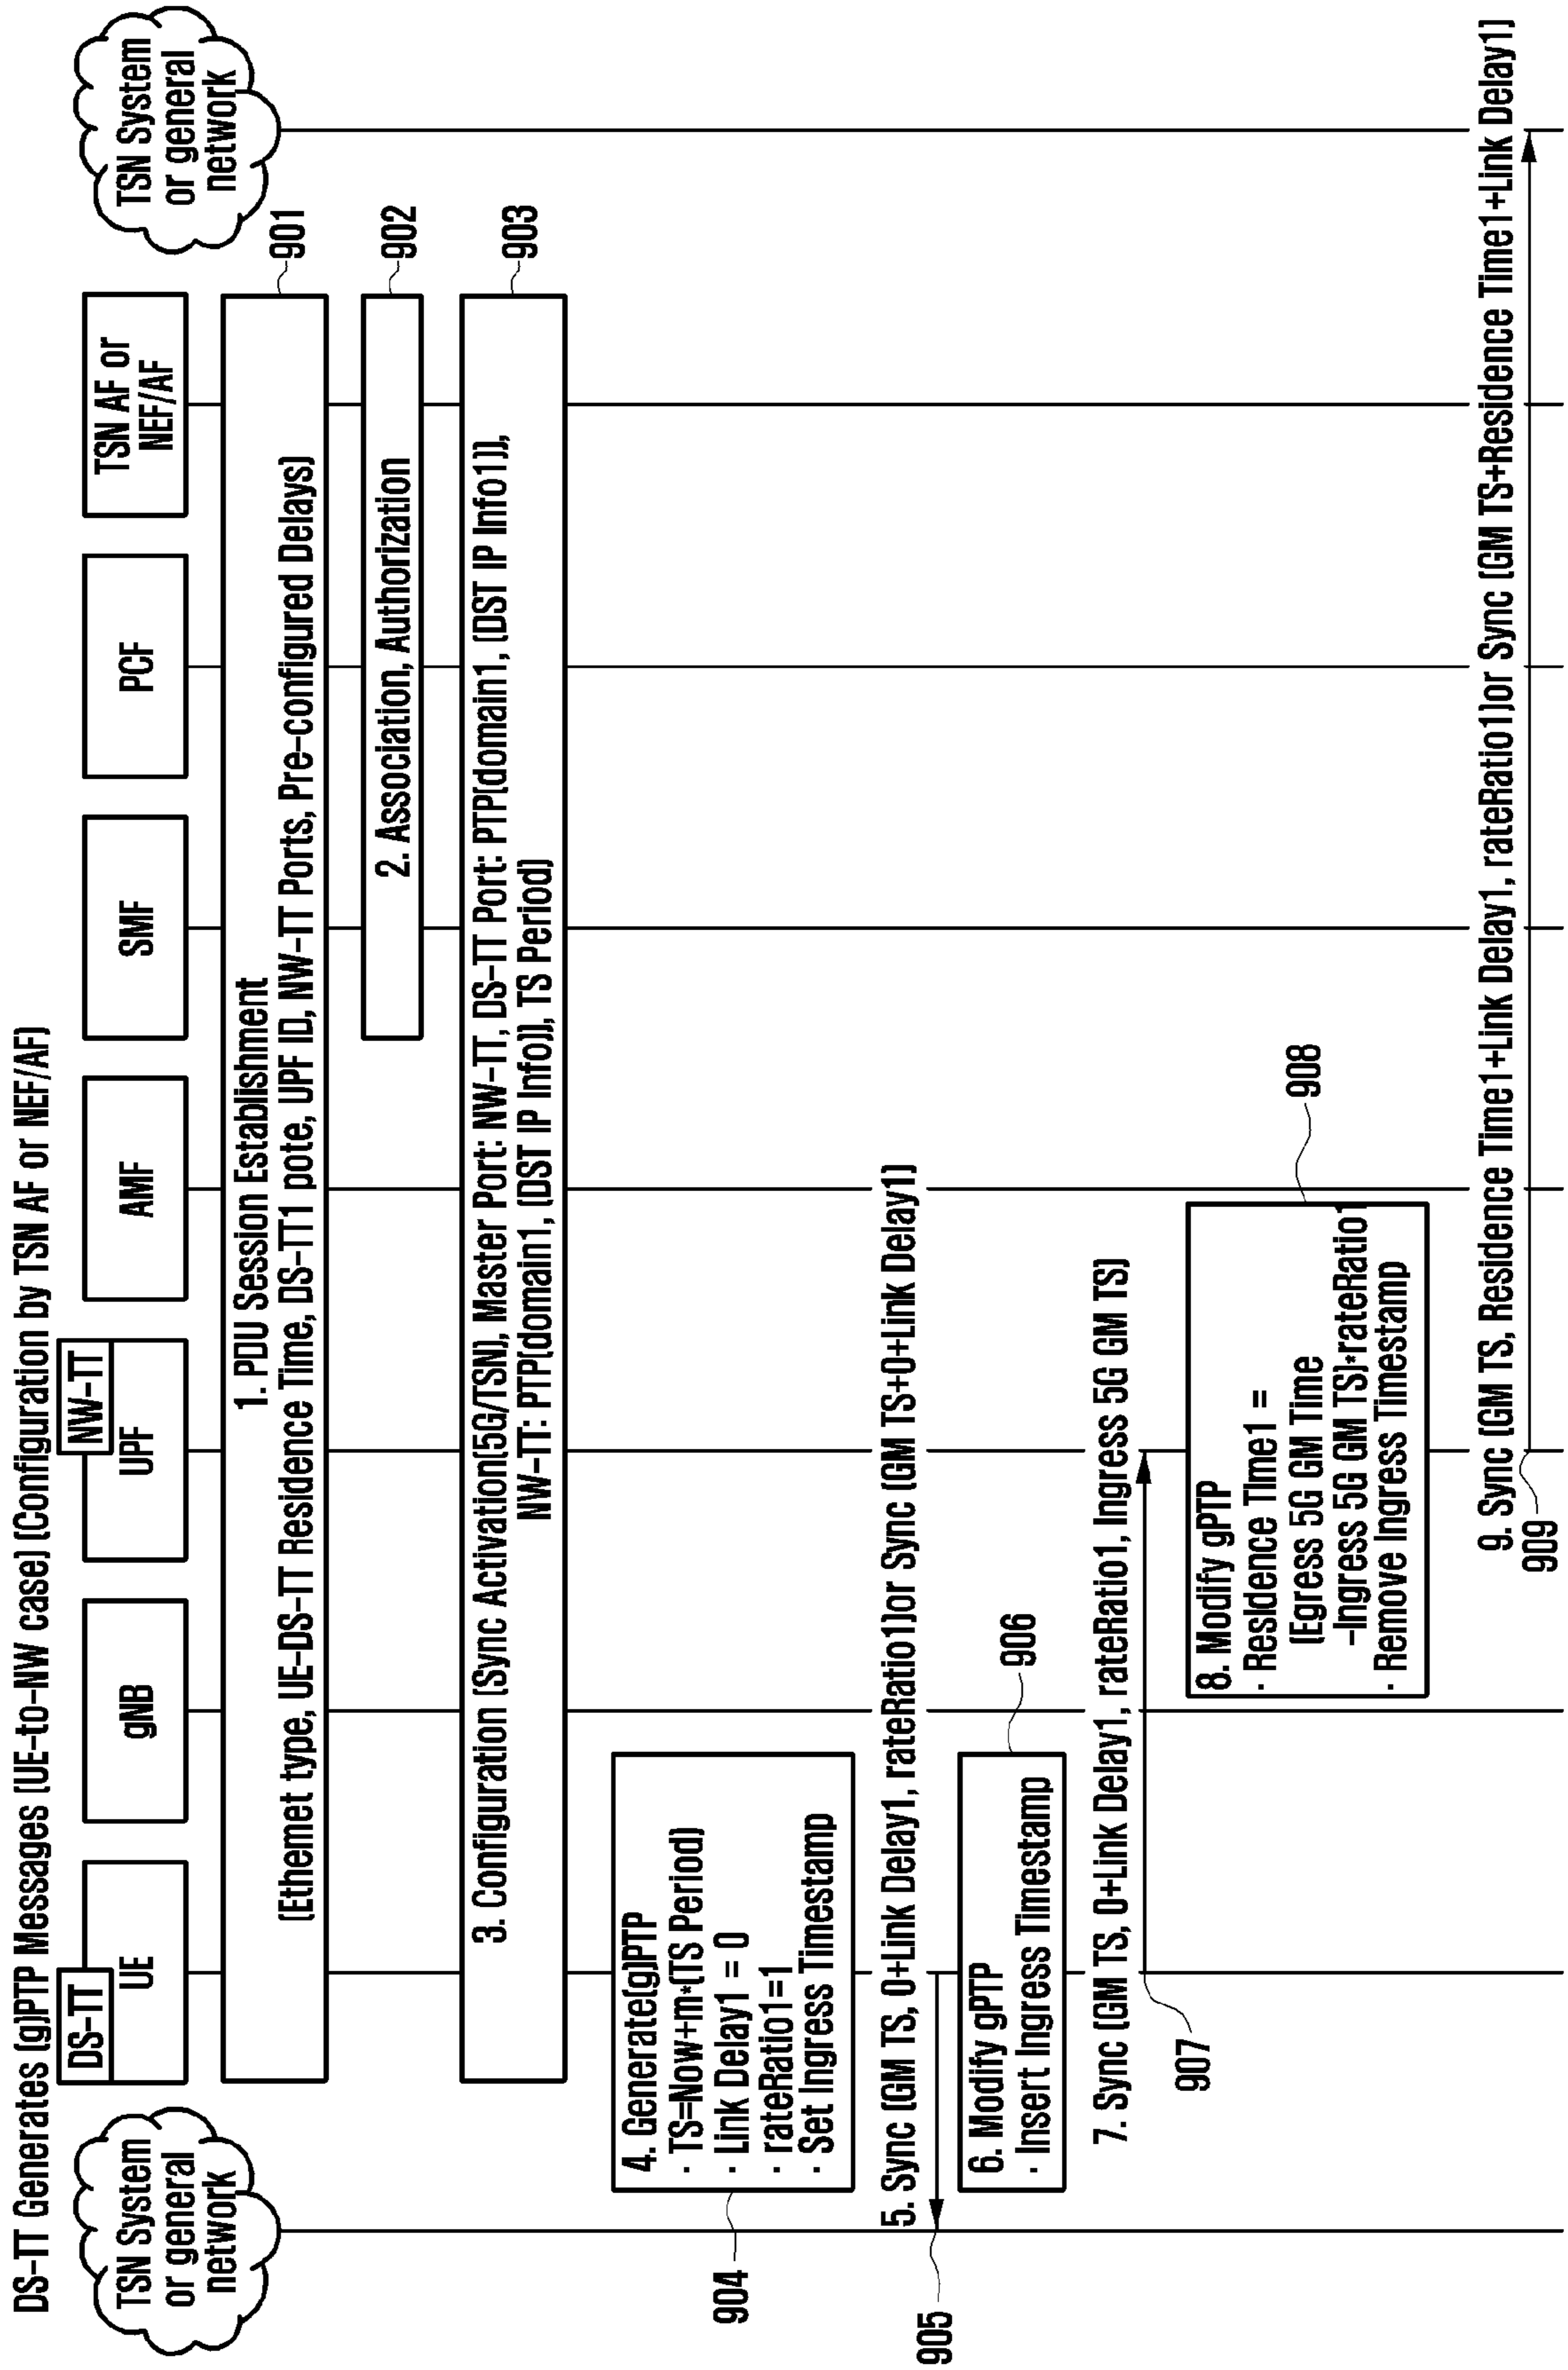 DS-TT Generates (g)PTP Messages (UE-to-NW case) (Configuration by TSN AF or NEF/AF)
TSN System
or general
network
DS-TT
UE
gNB
NW-TT
UPF
AMF
SMF
PCF
TSN AF or
NEF/AF
TSN System
or general
network
1. PDU Session Establishment
(Ethemet type, UE-DS-TT Residence Time, DS-TT1 pote, UPF ID, NW-TT Ports, Pre-configured Delays)
901
2. Association, Authorization
902
3. Configuration (Sync Activation(5G/TSN), Master Port: NW-TT, DS-TT Port: PTP(domain1, (DST IP Info1)),
NW-TT: PTP(domain1, (DST IP Info)), TS Period)
903
4. Generate(g)PTP
· TS=Now+m*(TS Period)
· Link Delay1 = 0
· rateRatio1=1
· Set Ingress Timestamp
904
5. Sync (GM TS, 0+Link Delay1, rateRatio1)or Sync (GM TS+0+Link Delay1)
905
6. Modify gPTP
· Insert Ingress Timestamp
906
7. Sync (GM TS, 0+Link Delay1, rateRatio1, Ingress 5G GM TS)
907
8. Modify gPTP
· Residence Time1 =
(Egress 5G GM Time
-Ingress 5G GM TS)*rateRatio1
· Remove Ingress Timestamp
908
9. Sync (GM TS, Residence Time1+Link Delay1, rateRatio1)or Sync (GM TS+Residence Time1+Link Delay1)
909